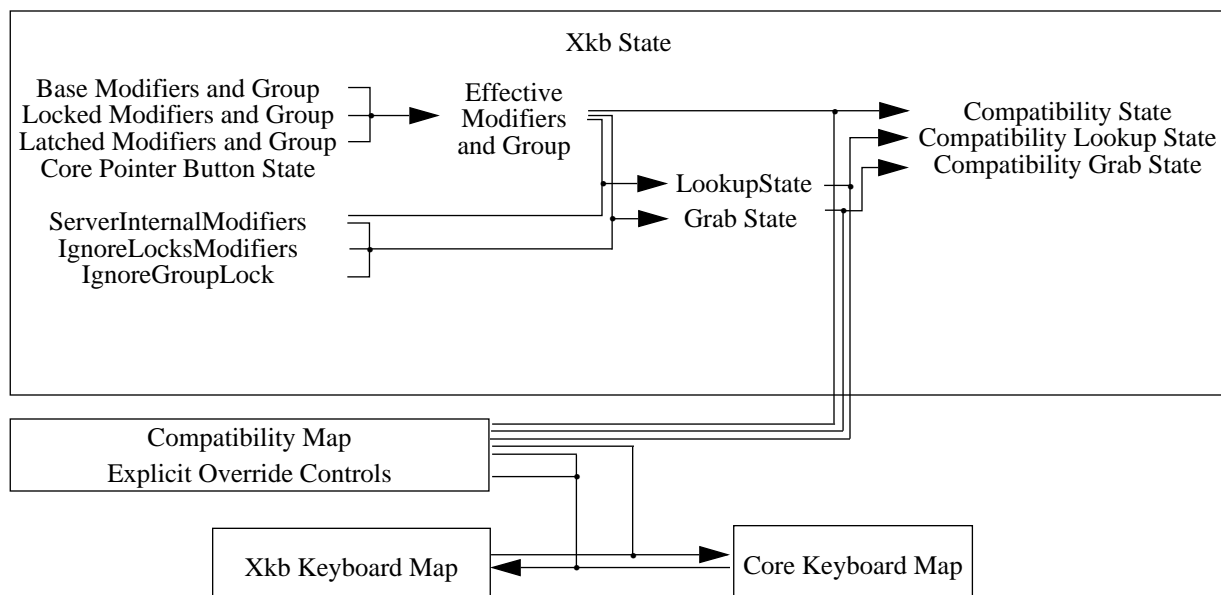 Xkb State
Base Modifiers and Group
Locked Modifiers and Group
Latched Modifiers and Group
Core Pointer Button State
ServerInternalModifiers
IgnoreLocksModifiers
IgnoreGroupLock
Effective
Modifiers
and Group
LookupState
Grab State
Compatibility State
Compatibility Lookup State
Compatibility Grab State
Compatibility Map
Explicit Override Controls
Xkb Keyboard Map
Core Keyboard Map